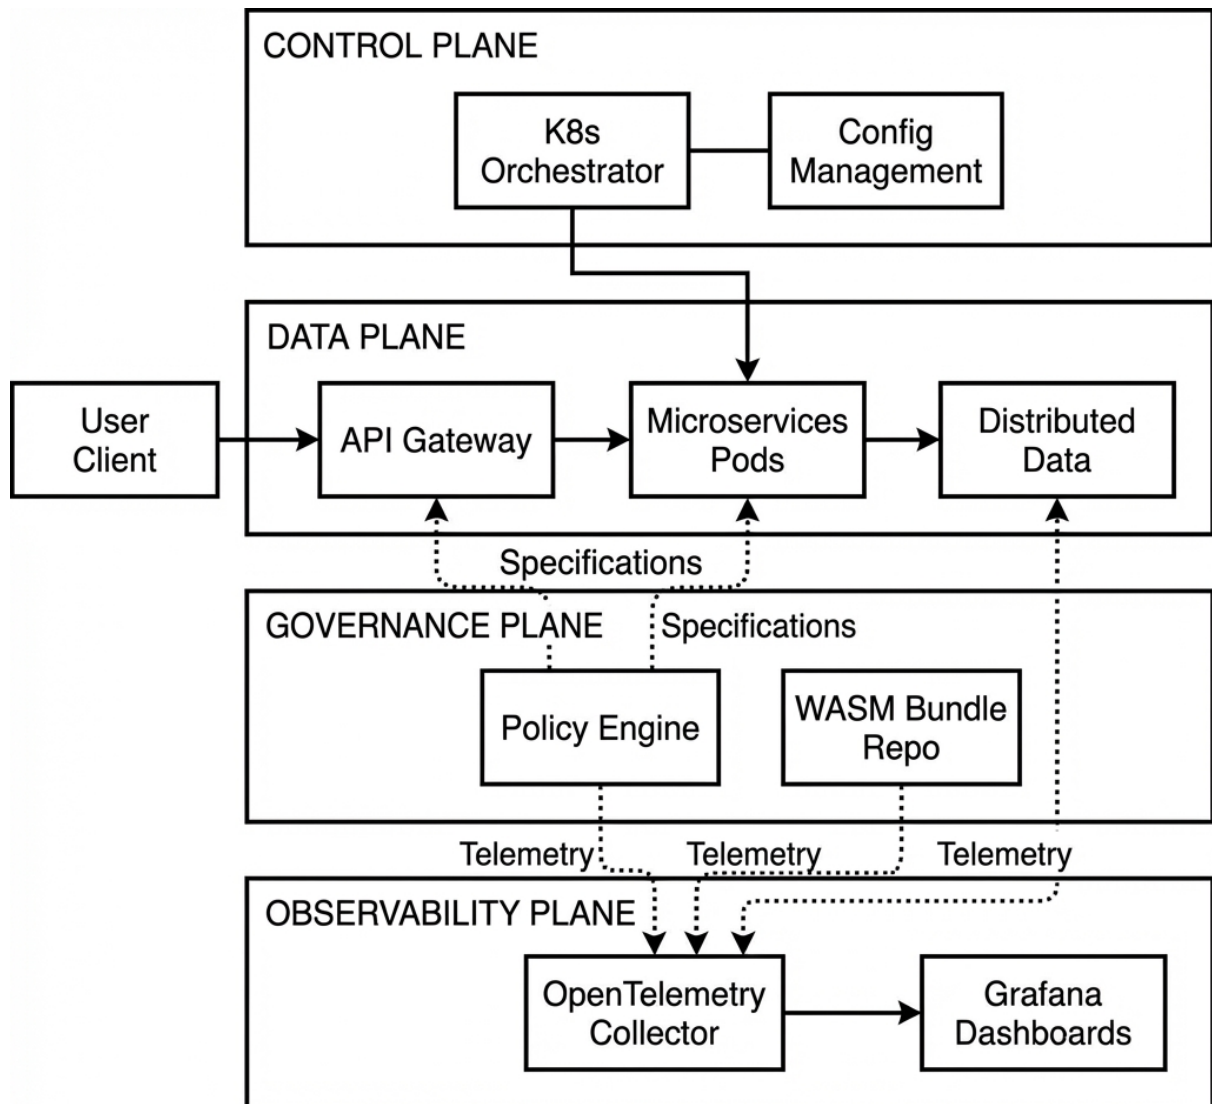 CONTROL PLANE
K8s
Orchestrator
Config
Management
DATA PLANE
User
Client
API Gateway
Microservices
Pods
Distributed
Data
Specifications
GOVERNANCE PLANE
Specifications
Policy Engine
WASM Bundle
Repo
Telemetry
Telemetry
Telemetry
OBSERVABILITY PLANE
OpenTelemetry
Collector
Grafana
Dashboards